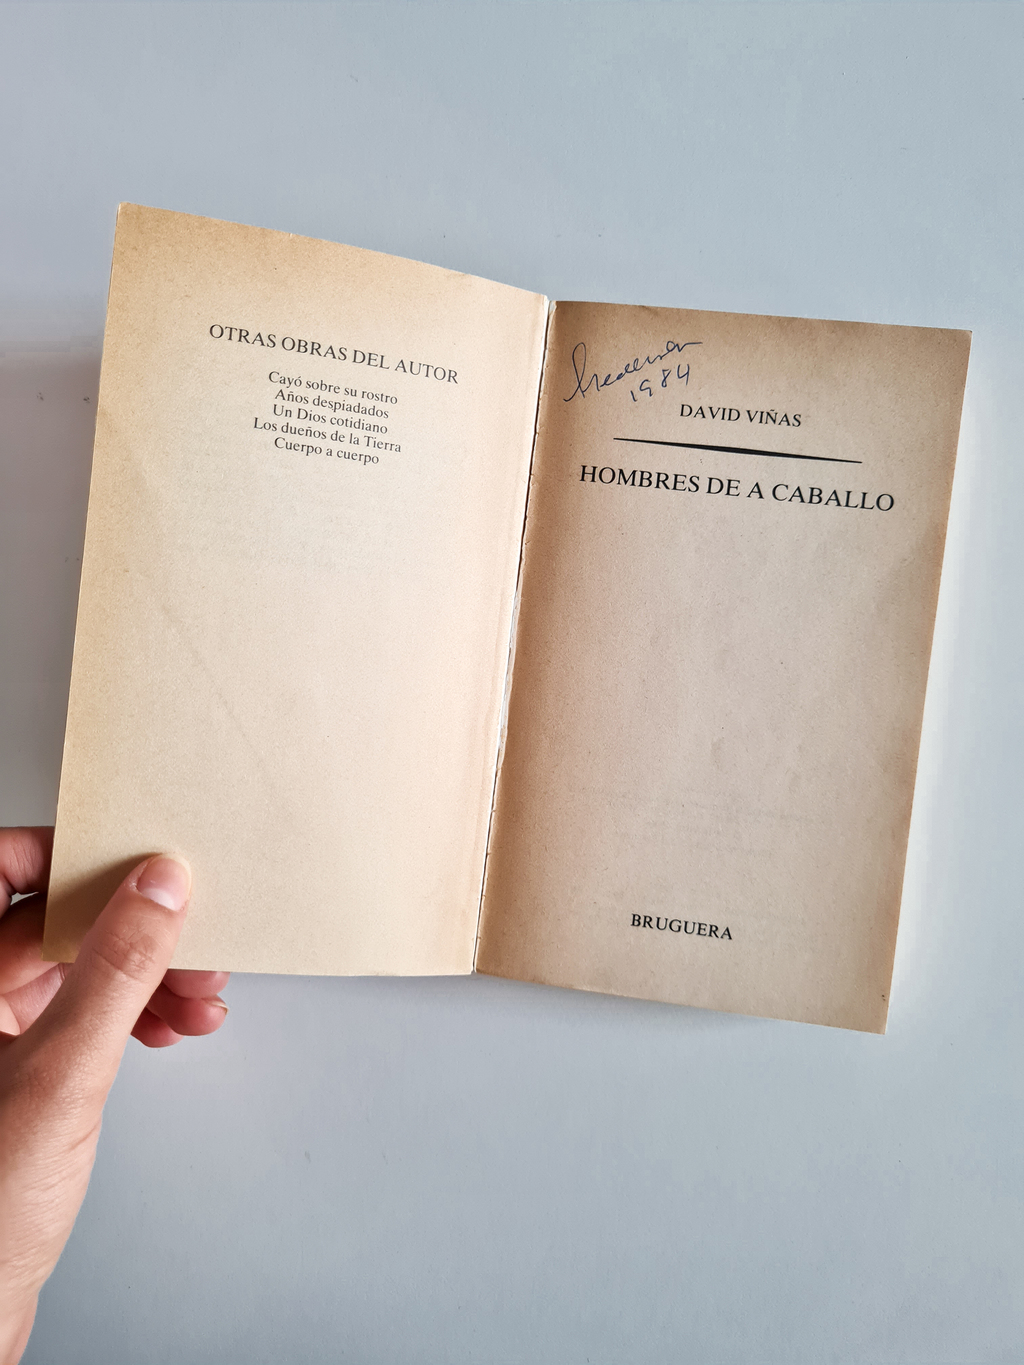 OTRAS OBRAS DEL AUTOR
Cayó sobre su rostro
Años despiadados
Un Dios cotidiano
Los dueños de la Tierra
Cuerpo a cuerpo
1984
DAVID VIÑAS
HOMBRES DE A CABALLO
BRUGUERA